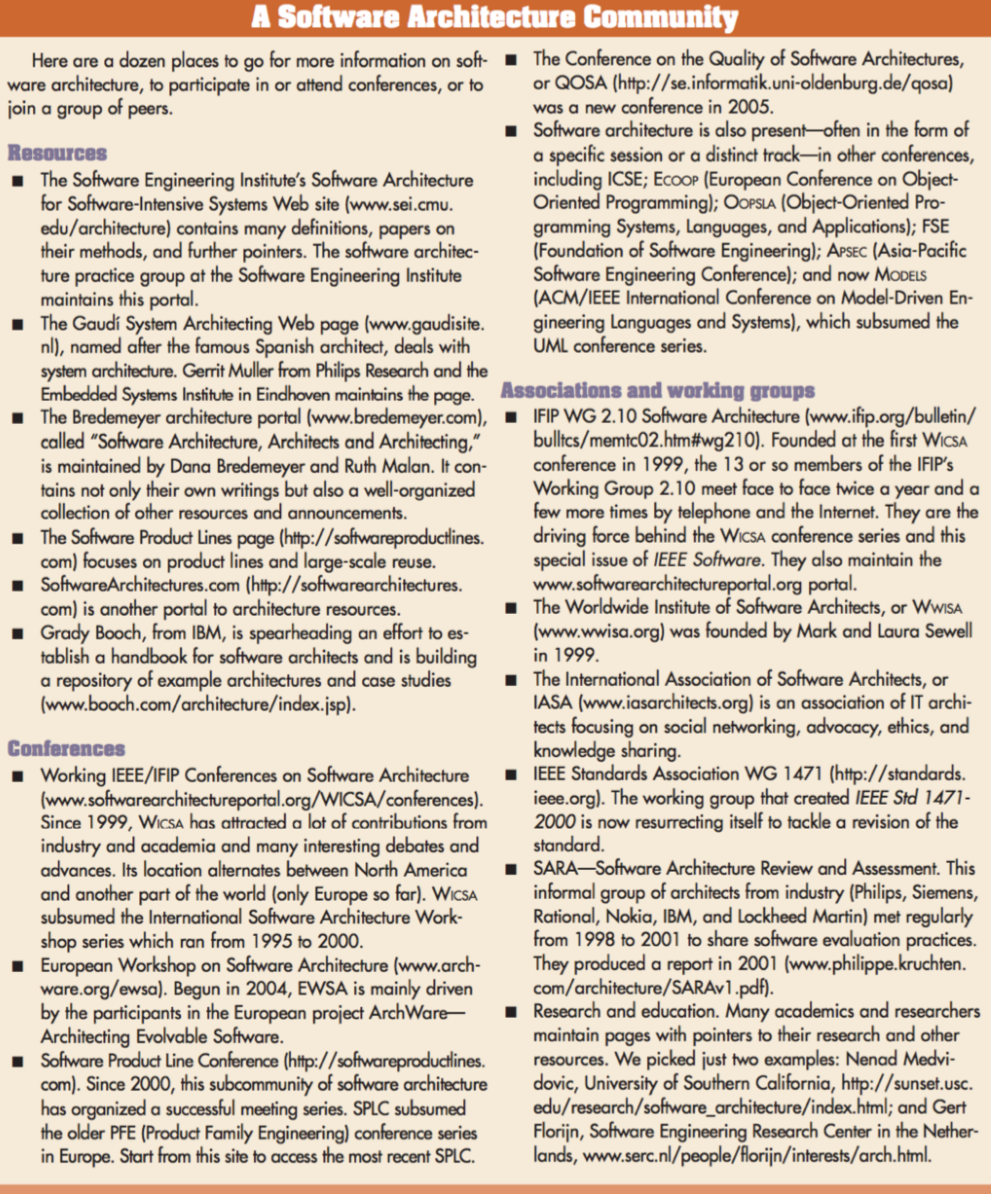 A Software Architecture Community
Here are a dozen places to go for more information on soft-
ware architecture, to participate in or attend conferences, or to
join a group of peers.
Resources
■ The Software Engineering Institute's Software Architecture
for Software-Intensive Systems Web site (www.sei.cmu.
edu/architecture) contains many definitions, papers on
their methods, and further pointers. The software architec-
ture practice group at the Software Engineering Institute
maintains this portal.
■ The Gaudí System Architecting Web page (www.gaudisite.
nl), named after the famous Spanish architect, deals with
system architecture. Gerrit Muller from Philips Research and the
Embedded Systems Institute in Eindhoven maintains the page.
■ The Bredemeyer architecture portal (www.bredemeyer.com),
called "Software Architecture, Architects and Architecting,"
is maintained by Dana Bredemeyer and Ruth Malan. It con-
tains not only their own writings but also a well-organized
collection of other resources and announcements.
■ The Software Product Lines page (http://softwareproductlines.
com) focuses on product lines and large-scale reuse.
■ SoftwareArchitectures.com (http://softwarearchitectures.
com) is another portal to architecture resources.
■ Grady Booch, from IBM, is spearheading an effort to es-
tablish a handbook for software architects and is building
a repository of example architectures and case studies
(www.booch.com/architecture/index.jsp).
Conferences
■ Working IEEE/IFIP Conferences on Software Architecture
(www.softwarearchitectureportal.org/WICSA/conferences).
Since 1999, WICSA has attracted a lot of contributions from
industry and academia and many interesting debates and
advances. Its location alternates between North America
and another part of the world (only Europe so far). WICSA
subsumed the International Software Architecture Work-
shop series which ran from 1995 to 2000.
■ European Workshop on Software Architecture (www.arch-
ware.org/ewsa). Begun in 2004, EWSA is mainly driven
by the participants in the European project ArchWare—
Architecting Evolvable Software.
■ Software Product Line Conference (http://softwareproductlines.
com). Since 2000, this subcommunity of software architecture
has organized a successful meeting series. SPLC subsumed
the older PFE (Product Family Engineering) conference series
in Europe. Start from this site to access the most recent SPLC.
■ The Conference on the Quality of Software Architectures,
or QOSA (http://se.informatik.uni-oldenburg.de/qosa)
was a new conference in 2005.
■ Software architecture is also present—often in the form of
a specific session or a distinct track—in other conferences,
including ICSE; ECOOP (European Conference on Object-
Oriented Programming); OOPSLA (Object-Oriented Pro-
gramming Systems, Languages, and Applications); FSE
(Foundation of Software Engineering); APSEC (Asia-Pacific
Software Engineering Conference); and now MODELS
(ACM/IEEE International Conference on Model-Driven En-
gineering Languages and Systems), which subsumed the
UML conference series.
Associations and working groups
■ IFIP WG 2.10 Software Architecture (www.ifip.org/bulletin/
bulltcs/memtc02.htm#wg210). Founded at the first WICSA
conference in 1999, the 13 or so members of the IFIP's
Working Group 2.10 meet face to face twice a year and a
few more times by telephone and the Internet. They are the
driving force behind the WICSA conference series and this
special issue of IEEE Software. They also maintain the
www.softwarearchitectureportal.org portal.
■ The Worldwide Institute of Software Architects, or WWISA
(www.wwisa.org) was founded by Mark and Laura Sewell
in 1999.
■ The International Association of Software Architects, or
IASA (www.iasarchitects.org) is an association of IT archi-
tects focusing on social networking, advocacy, ethics, and
knowledge sharing.
■ IEEE Standards Association WG 1471 (http://standards.
ieee.org). The working group that created IEEE Std 1471-
2000 is now resurrecting itself to tackle a revision of the
standard.
■ SARA—Software Architecture Review and Assessment. This
informal group of architects from industry (Philips, Siemens,
Rational, Nokia, IBM, and Lockheed Martin) met regularly
from 1998 to 2001 to share software evaluation practices.
They produced a report in 2001 (www.philippe.kruchten.
com/architecture/SARAv1.pdf).
■ Research and education. Many academics and researchers
maintain pages with pointers to their research and other
resources. We picked just two examples: Nenad Medvi-
dovic, University of Southern California, http://sunset.usc.
edu/research/software_architecture/index.html; and Gert
Florijn, Software Engineering Research Center in the Nether-
lands, www.serc.nl/people/florijn/interests/arch.html.